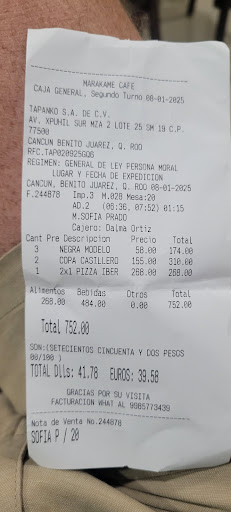 MARAKAME CAFE
CAJA GENERAL, Segundo Turno 08-01-2025
TAPANKO S.A. DE C.V.
AV. XPUHIL SUR MZA 2 LOTE 25 SM 19 C.P.
77500
CANCUN BENITO JUAREZ, Q. ROO
RFC.TAP020925GQ6
REGIMEN: GENERAL DE LEY PERSONA MORAL
LUGAR Y FECHA DE EXPEDICION
CANCUN, BENITO JUAREZ, Q. ROO 08-01-2025
F.244878 Imp.3 M.028 Mesa:20
AD.2 (06:36, 07:52) 01:15
M.SOFIA PRADO
Cajero: Dalma Ortiz
Cant Pre Descripcion Precio Total
3 NEGRA MODELO 58.00 174.00
2 COPA CASILLERO 155.00 310.00
1 2x1 PIZZA IBER 268.00 268.00
Alimentos Bebidas Otros Total
268.00 484.00 0.00 752.00
Total 752.00
SON:(SETECIENTOS CINCUENTA Y DOS PESOS
00/100 )
TOTAL Dlls: 41.78 EUROS: 39.58
GRACIAS POR SU VISITA
FACTURACION WHAT AL 9985773439
Nota de Venta No.244878
SOFIA P / 20